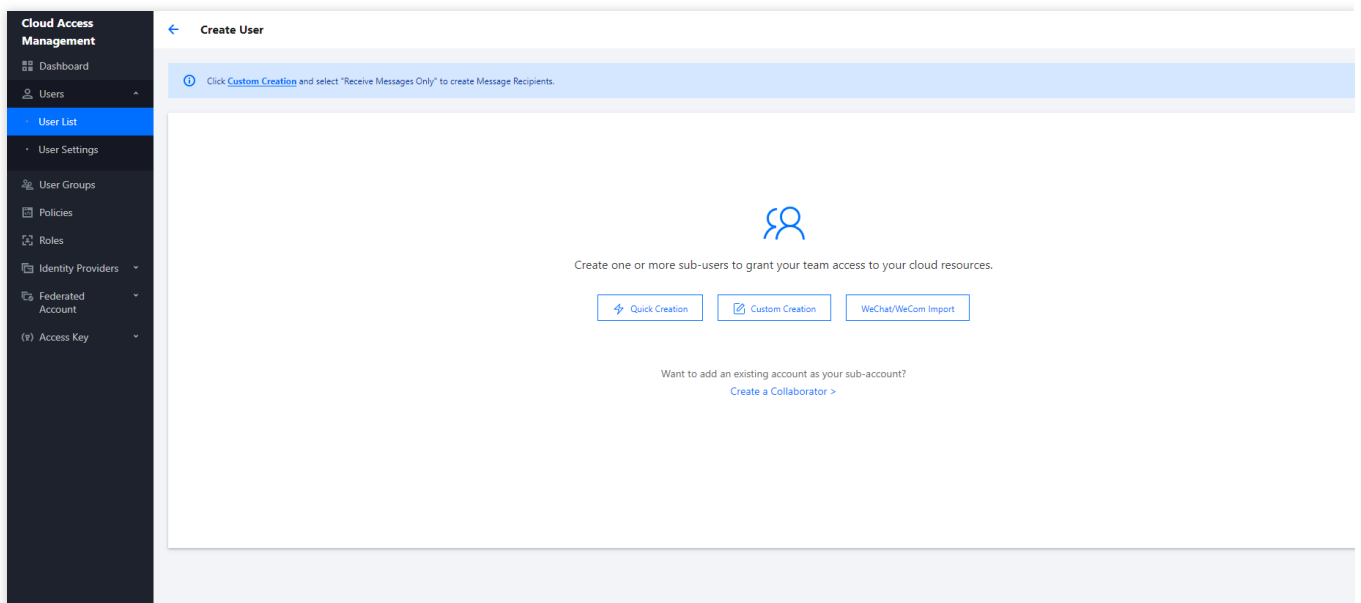 Cloud Access
Management
Dashboard
Users
User List
User Settings
User Groups
Policies
Roles
Identity Providers
Federated
Account
Access Key
Create User
Click Custom Creation and select "Receive Messages Only" to create Message Recipients.
Create one or more sub-users to grant your team access to your cloud resources.
Quick Creation
Custom Creation
WeChat/WeCom Import
Want to add an existing account as your sub-account?
Create a Collaborator >